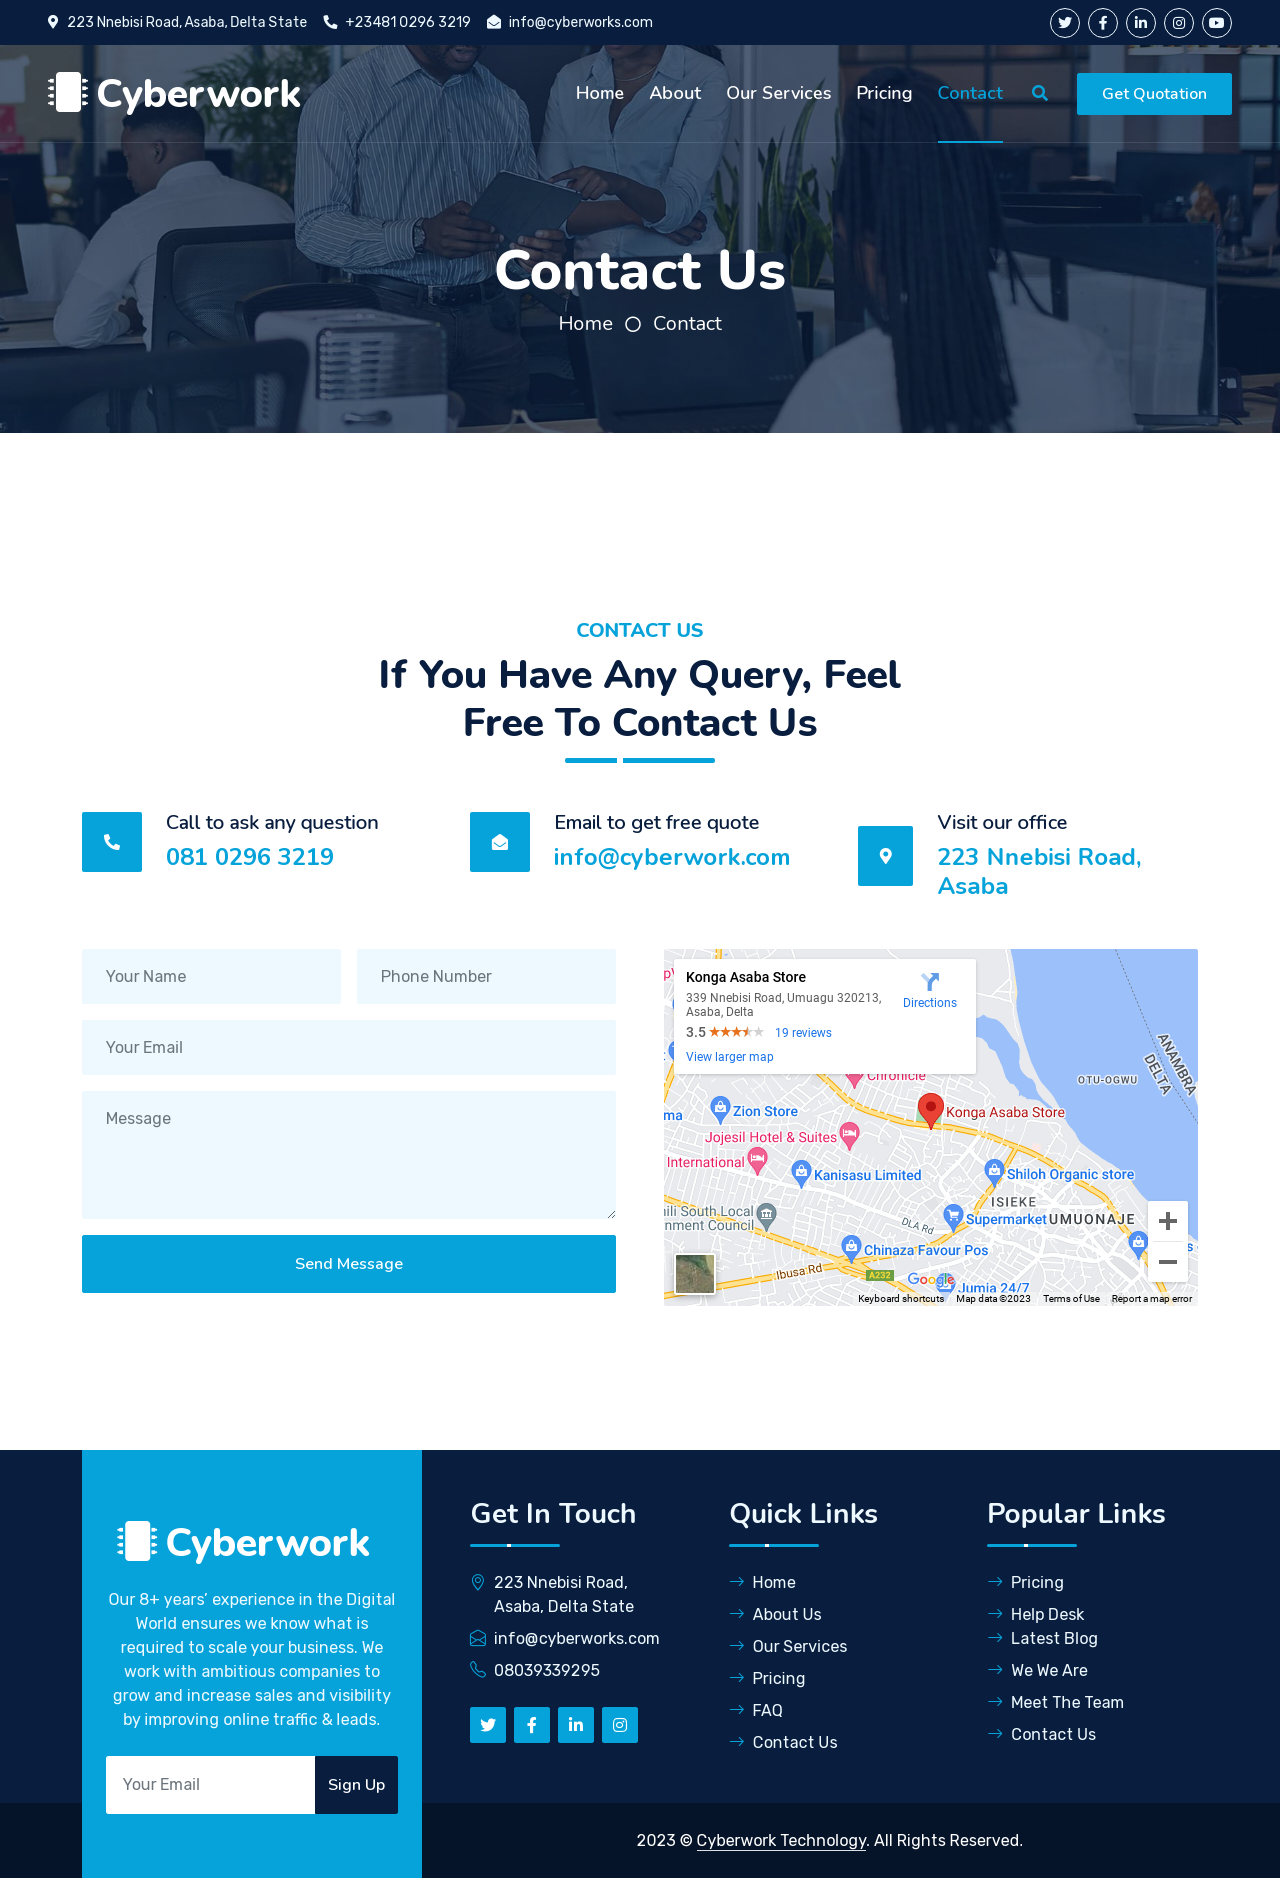 223 Nnebisi Road, Asaba, Delta State +23481 0296 3219 info@cyberworks.com
Cyberwork
Home About Our Services Pricing Contact Get Quotation
Contact Us
Home Contact
CONTACT US
If You Have Any Query, Feel
Free To Contact Us
Call to ask any question
081 0296 3219
Email to get free quote
info@cyberwork.com
Visit our office
223 Nnebisi Road,
Asaba
Your Name
Phone Number
Your Email
Message
Send Message
Konga Asaba Store
339 Nnebisi Road, Umuagu 320213,
Asaba, Delta
3.5 19 reviews
View larger map
Directions
Chronicle
ANAMBRA
DELTA
OTU-OGWU
ma
Zion Store
Konga Asaba Store
Jojesil Hotel & Suites
International
Kanisasu Limited
Shiloh Organic store
ISIEKE
hili South Local
nment Council
DLA Rd
Supermarket
UMUONAJE
Chinaza Favour Pos
Ibusa Rd
A232
Google
Jumia 24/7
Keyboard shortcuts Map data ©2023 Terms of Use Report a map error
Cyberwork
Our 8+ years’ experience in the Digital
World ensures we know what is
required to scale your business. We
work with ambitious companies to
grow and increase sales and visibility
by improving online traffic & leads.
Your Email
Sign Up
Get In Touch
223 Nnebisi Road,
Asaba, Delta State
info@cyberworks.com
08039339295
Quick Links
Home
About Us
Our Services
Pricing
FAQ
Contact Us
Popular Links
Pricing
Help Desk
Latest Blog
We We Are
Meet The Team
Contact Us
2023 © Cyberwork Technology. All Rights Reserved.